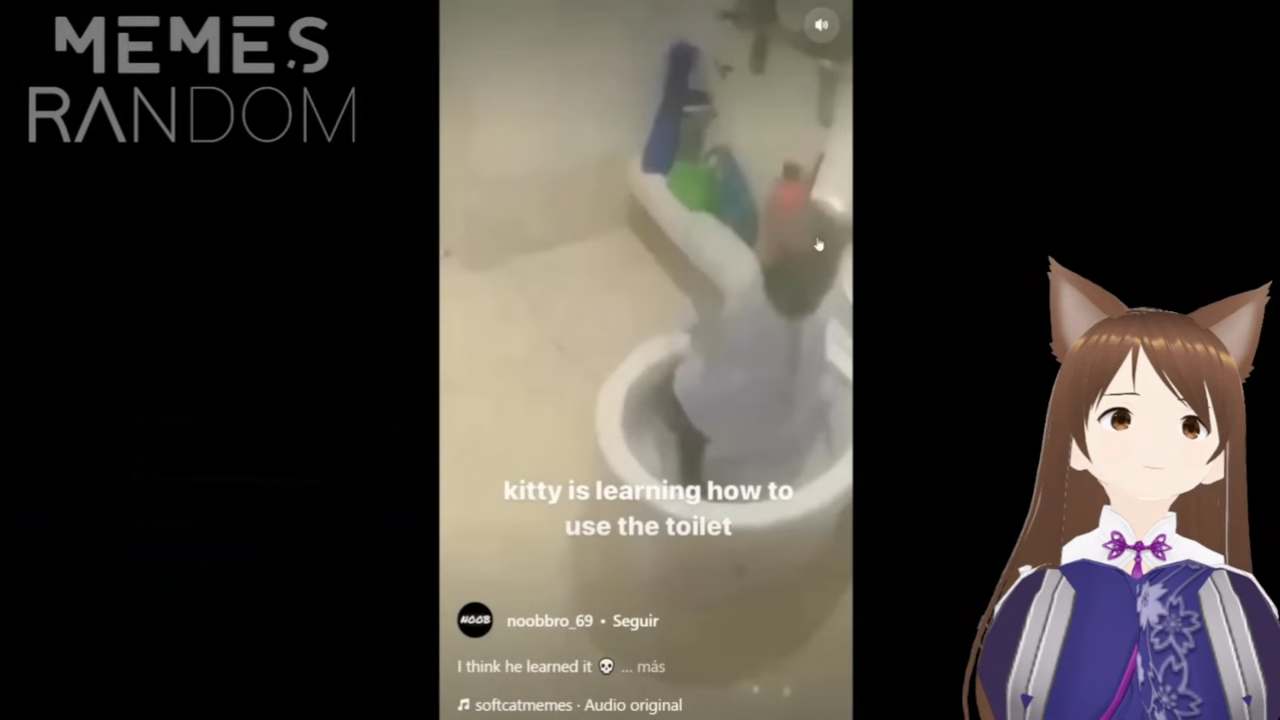 MEMES
RANDOM
kitty is learning how to
use the toilet
NOOB
noobbro_69 • Seguir
I think he learned it 💀 ... más
softcatmemes · Audio original